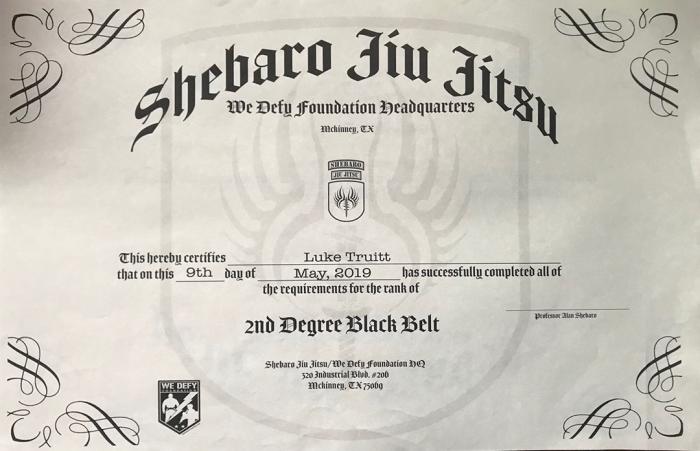 Shebaro Jiu Jitsu
We Defy Foundation Headquarters
Mckinney, TX
SHEBARO
JIU JITSU
This hereby certifies Luke Truitt
that on this 9th day of May, 2019 has successfully completed all of
the requirements for the rank of
Professor Alan Shebaro
2nd Degree Black Belt
Shebaro Jiu Jitsu/We Defy Foundation HQ
320 Industrial Blvd. #206
Mckinney, TX 75069
WE DEFY
FOUNDATION